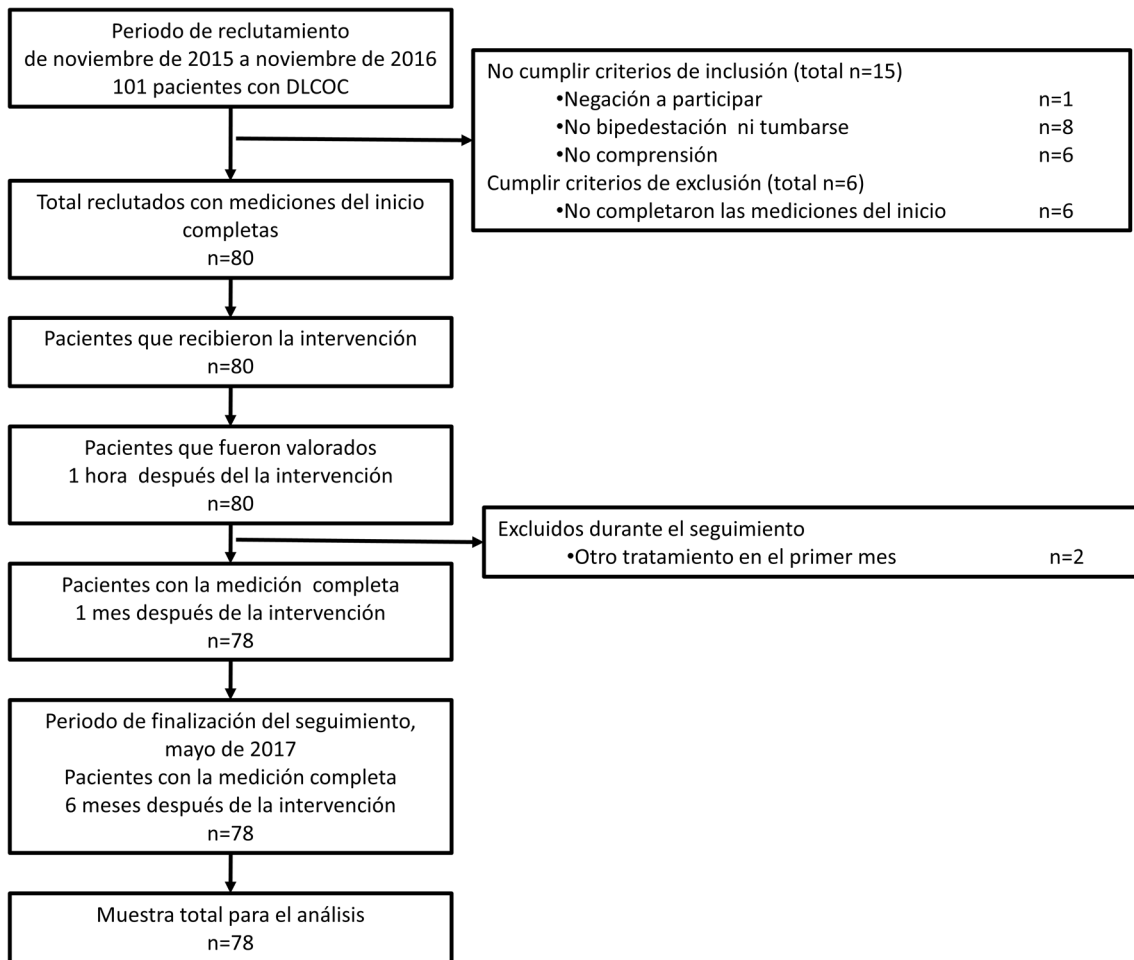 Periodo de reclutamiento
de noviembre de 2015 a noviembre de 2016
101 pacientes con DLCOC
No cumplir criterios de inclusión (total n=15)
•Negación a participar n=1
•No bipedestación ni tumbarse n=8
•No comprensión n=6
Cumplir criterios de exclusión (total n=6)
•No completaron las mediciones del inicio n=6
Total reclutados con mediciones del inicio
completas
n=80
Pacientes que recibieron la intervención
n=80
Pacientes que fueron valorados
1 hora después del la intervención
n=80
Excluidos durante el seguimiento
•Otro tratamiento en el primer mes n=2
Pacientes con la medición completa
1 mes después de la intervención
n=78
Periodo de finalización del seguimiento,
mayo de 2017
Pacientes con la medición completa
6 meses después de la intervención
n=78
Muestra total para el análisis
n=78